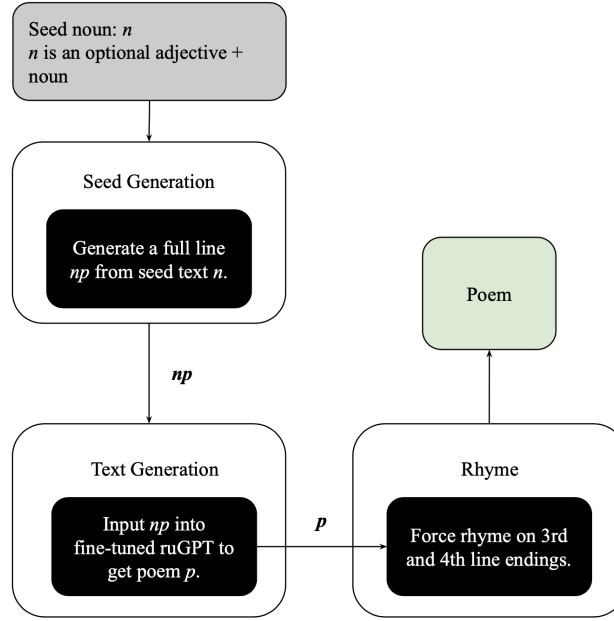 Seed noun: n
n is an optional adjective +
noun
Seed Generation
Generate a full line
np from seed text n.
np
Text Generation
Input np into
fine-tuned ruGPT to
get poem p.
p
Rhyme
Force rhyme on 3rd
and 4th line endings.
Poem